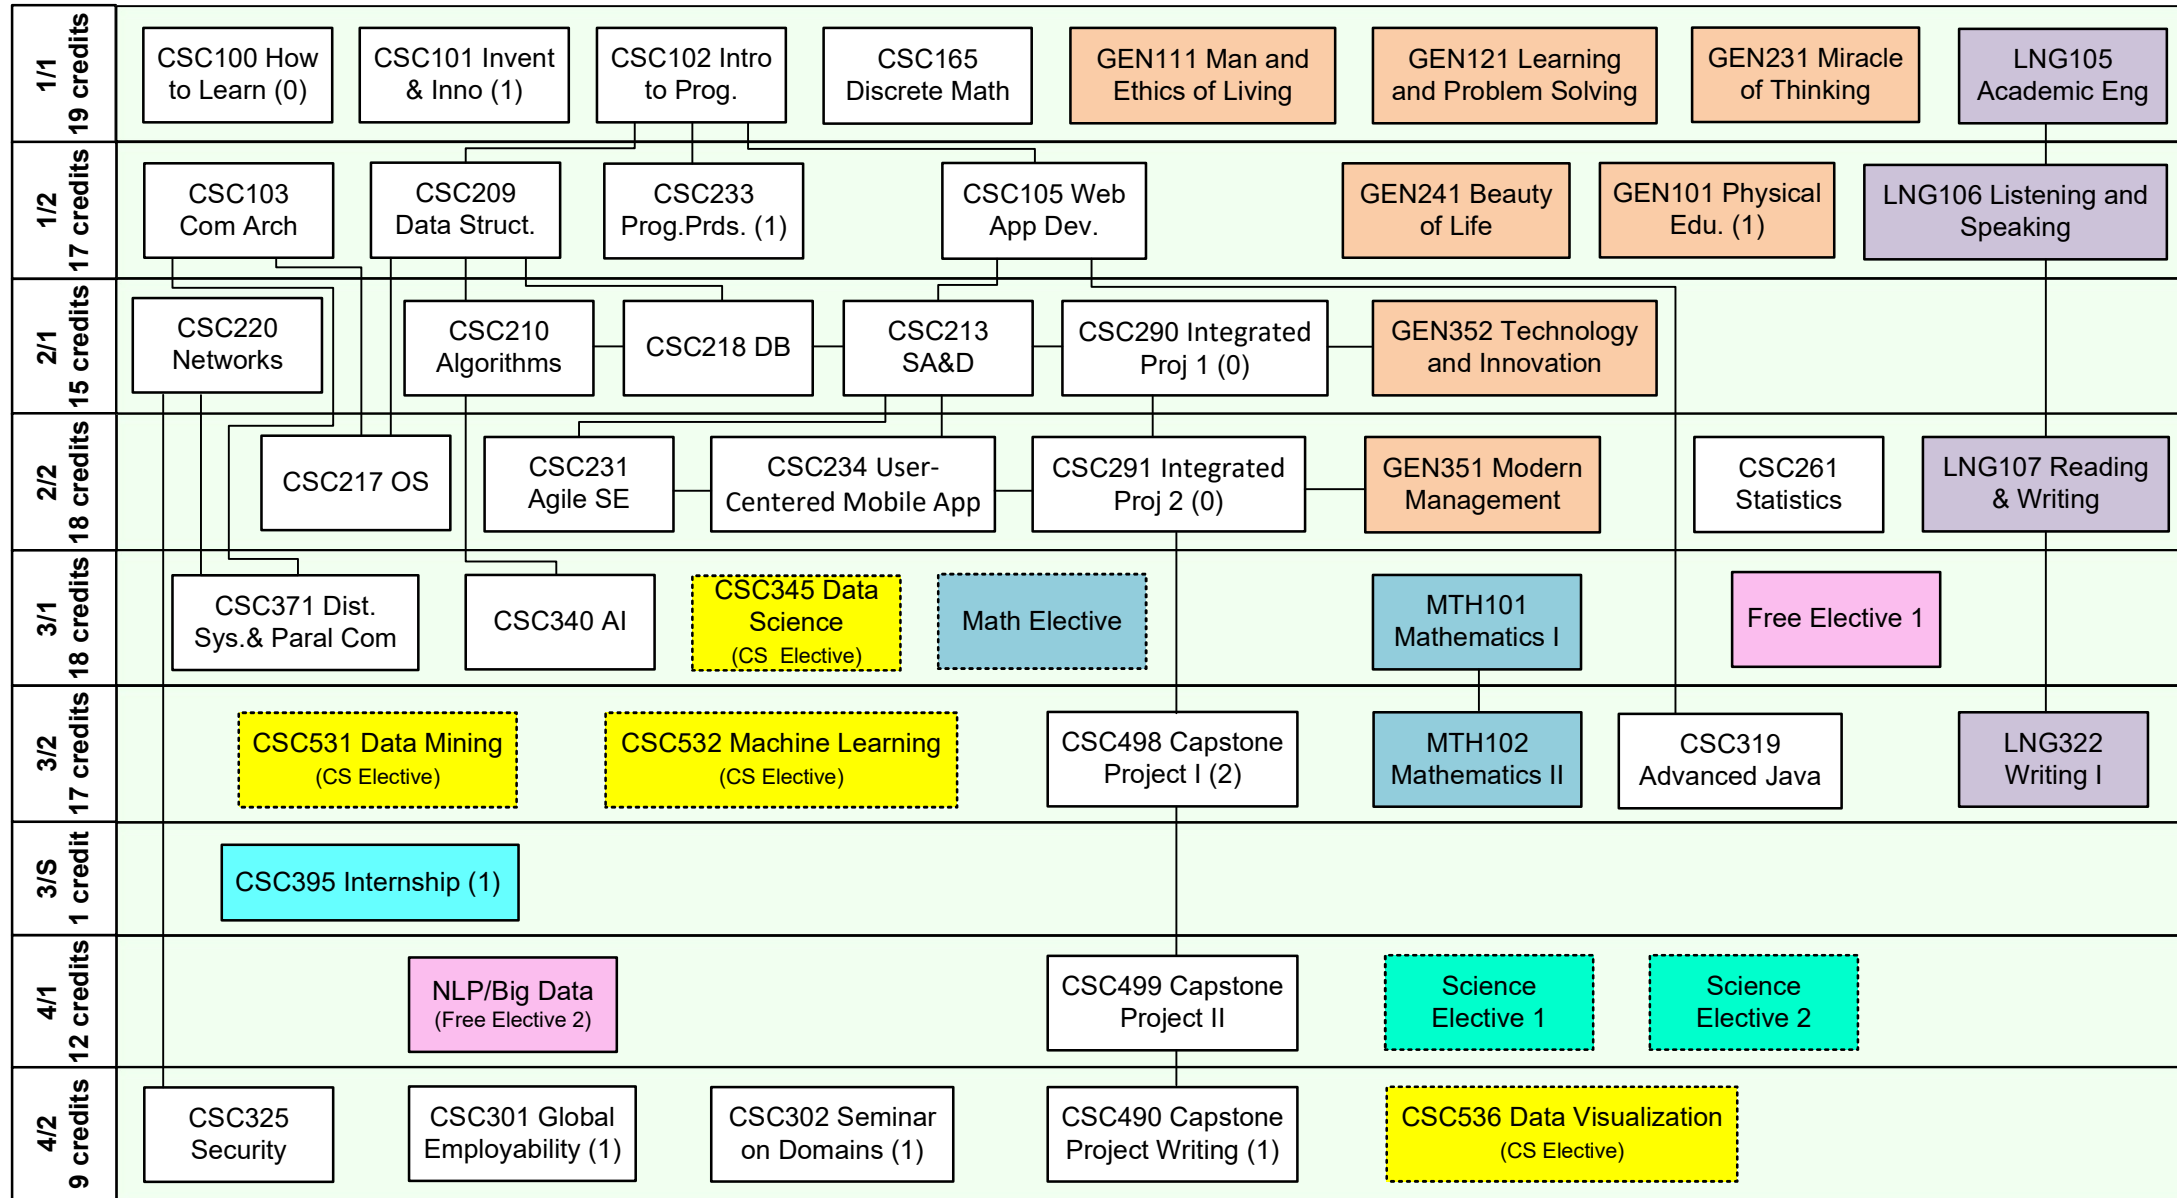 1/1
19 credits
CSC100 How
to Learn (0)
CSC101 Invent
& Inno (1)
CSC102 Intro
to Prog.
CSC165
Discrete Math
GEN111 Man and
Ethics of Living
GEN121 Learning
and Problem Solving
GEN231 Miracle
of Thinking
LNG105
Academic Eng
1/2
17 credits
CSC103
Com Arch
CSC209
Data Struct.
CSC233
Prog.Prds. (1)
CSC105 Web
App Dev.
GEN241 Beauty
of Life
GEN101 Physical
Edu. (1)
LNG106 Listening and
Speaking
2/1
15 credits
CSC220
Networks
CSC210
Algorithms
CSC218 DB
CSC213
SA&D
CSC290 Integrated
Proj 1 (0)
GEN352 Technology
and Innovation
2/2
18 credits
CSC217 OS
CSC231
Agile SE
CSC234 User-
Centered Mobile App
CSC291 Integrated
Proj 2 (0)
GEN351 Modern
Management
CSC261
Statistics
LNG107 Reading
& Writing
3/1
18 credits
CSC371 Dist.
Sys.& Paral Com
CSC340 AI
CSC345 Data
Science
(CS Elective)
Math Elective
MTH101
Mathematics I
Free Elective 1
3/2
17 credits
CSC531 Data Mining
(CS Elective)
CSC532 Machine Learning
(CS Elective)
CSC498 Capstone
Project I (2)
MTH102
Mathematics II
CSC319
Advanced Java
LNG322
Writing I
3/S
1 credit
CSC395 Internship (1)
4/1
12 credits
NLP/Big Data
(Free Elective 2)
CSC499 Capstone
Project II
Science
Elective 1
Science
Elective 2
4/2
9 credits
CSC325
Security
CSC301 Global
Employability (1)
CSC302 Seminar
on Domains (1)
CSC490 Capstone
Project Writing (1)
CSC536 Data Visualization
(CS Elective)